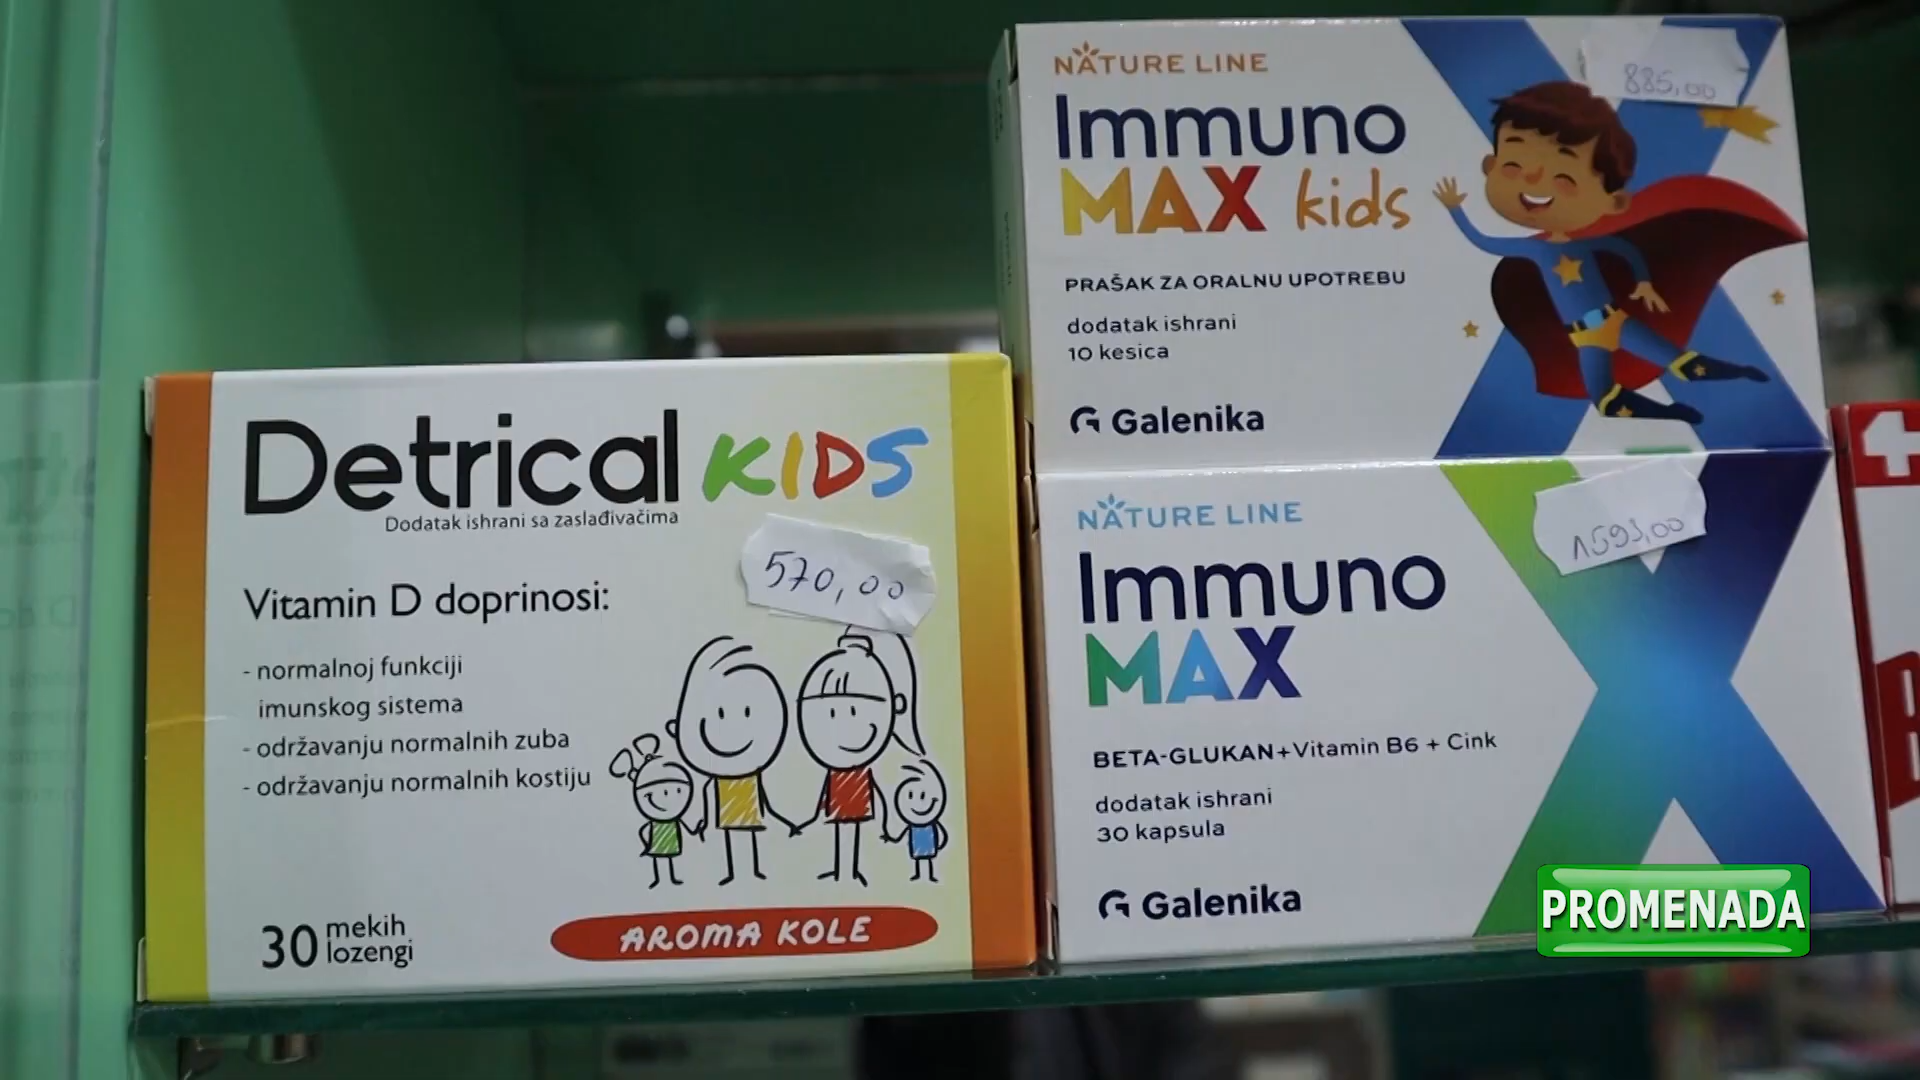 Detrical KIDS
Dodatak ishrani sa zaslađivačima
570,00
Vitamin D doprinosi:
- normalnoj funkciji
imunskog sistema
- održavanju normalnih zuba
- održavanju normalnih kostiju
30 mekih
lozengi
AROMA KOLE
NATURE LINE
885,00
Immuno
MAX kids
PRAŠAK ZA ORALNU UPOTREBU
dodatak ishrani
10 kesica
Galenika
NATURE LINE
1593,00
Immuno
MAX
BETA-GLUKAN+Vitamin B6 + Cink
dodatak ishrani
30 kapsula
Galenika
PROMENADA